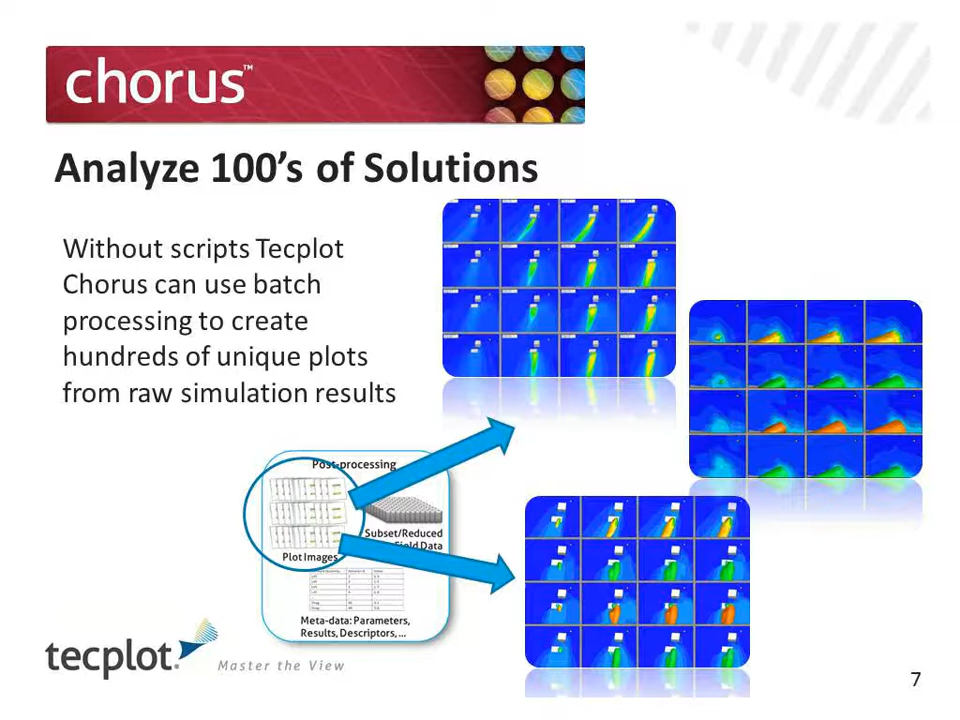 chorus™
Analyze 100's of Solutions
Without scripts Tecplot
Chorus can use batch
processing to create
hundreds of unique plots
from raw simulation results
Post-processing
Subset/Reduced
Field Data
Plot Images
Meta-data: Parameters,
Results, Descriptors, ...
tecplot.
Master the View
7